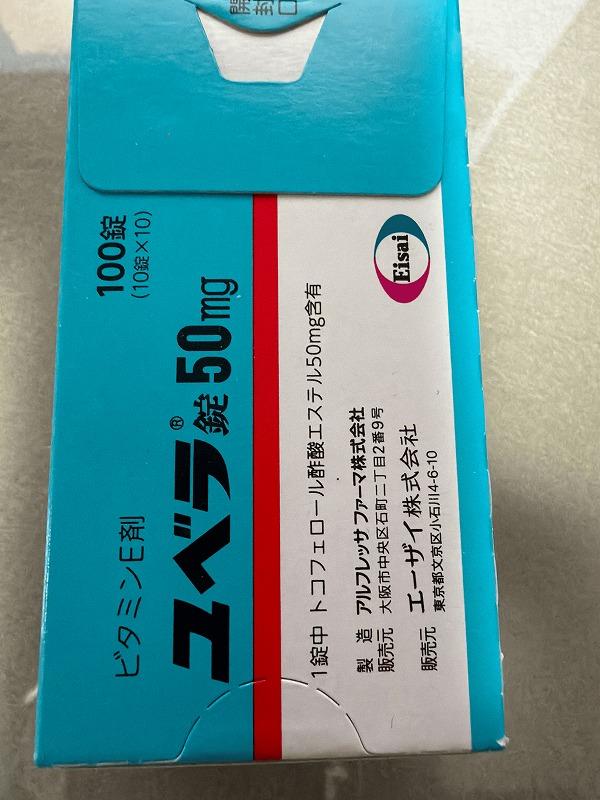 開
封
口
ビタミンE剤
100錠
(10錠×10)
ユベラ®錠50mg
1錠中 トコフェロール酢酸エステル50mg含有
Eisai
製造販売元 アルフレッサ ファーマ株式会社
大阪市中央区石町二丁目2番9号
販売元 エーザイ株式会社
東京都文京区小石川4-6-10